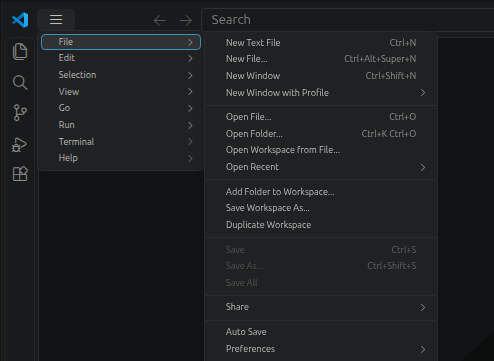 Search
File
Edit
Selection
View
Go
Run
Terminal
Help
New Text File Ctrl+N
New File... Ctrl+Alt+Super+N
New Window Ctrl+Shift+N
New Window with Profile
Open File... Ctrl+O
Open Folder... Ctrl+K Ctrl+O
Open Workspace from File...
Open Recent
Add Folder to Workspace...
Save Workspace As...
Duplicate Workspace
Save Ctrl+S
Save As... Ctrl+Shift+S
Save All
Share
Auto Save
Preferences